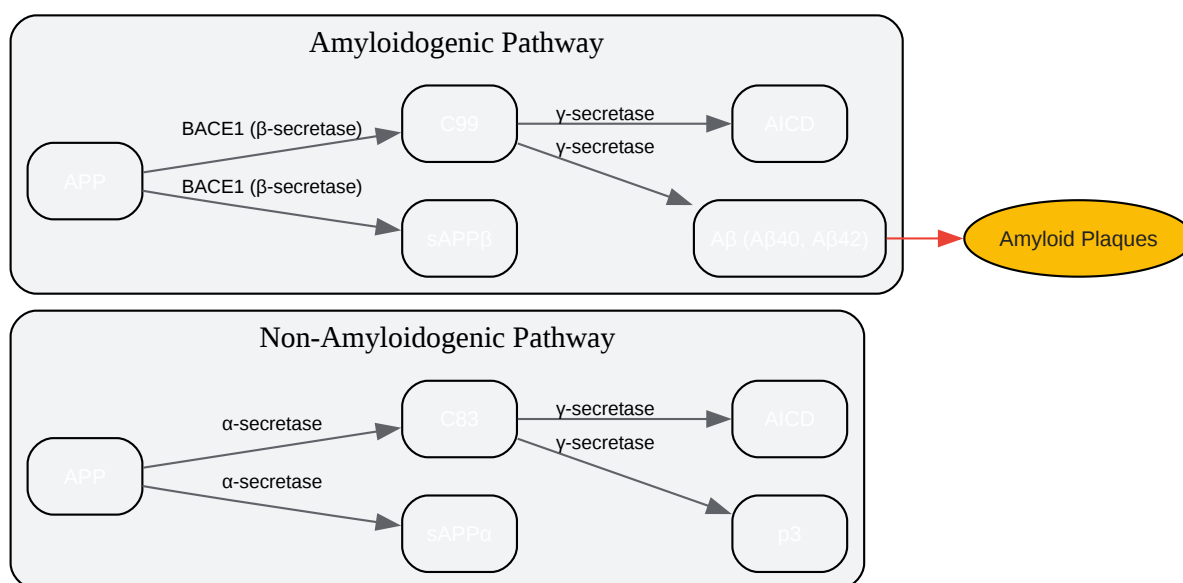 Amyloidogenic Pathway
BACE1 (β-secretase)
BACE1 (β-secretase)
APP
C99
sAPPβ
γ-secretase
γ-secretase
AICD
Aβ (Aβ40, Aβ42)
Amyloid Plaques
Non-Amyloidogenic Pathway
α-secretase
α-secretase
APP
C83
sAPPα
γ-secretase
γ-secretase
AICD
p3